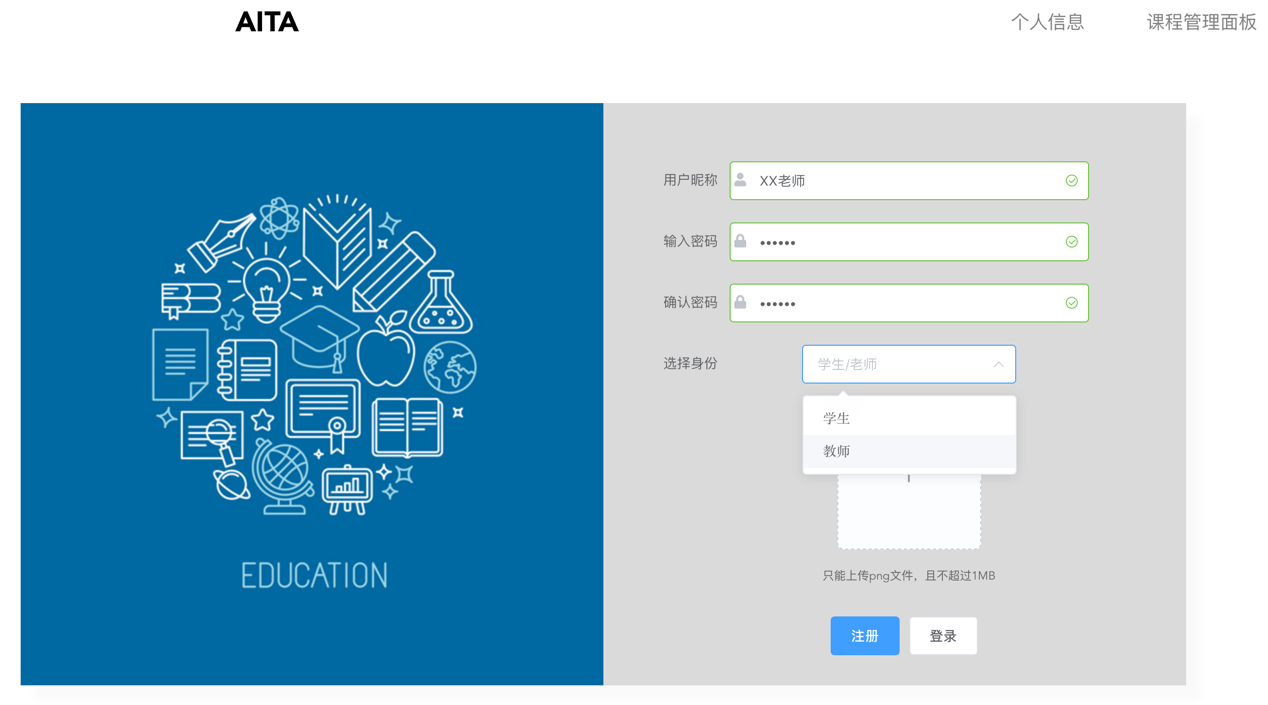 AITA
个人信息
课程管理面板
EDUCATION
用户昵称
XX老师
输入密码
••••••
确认密码
••••••
选择身份
学生/老师
学生
教师
只能上传png文件，且不超过1MB
注册
登录